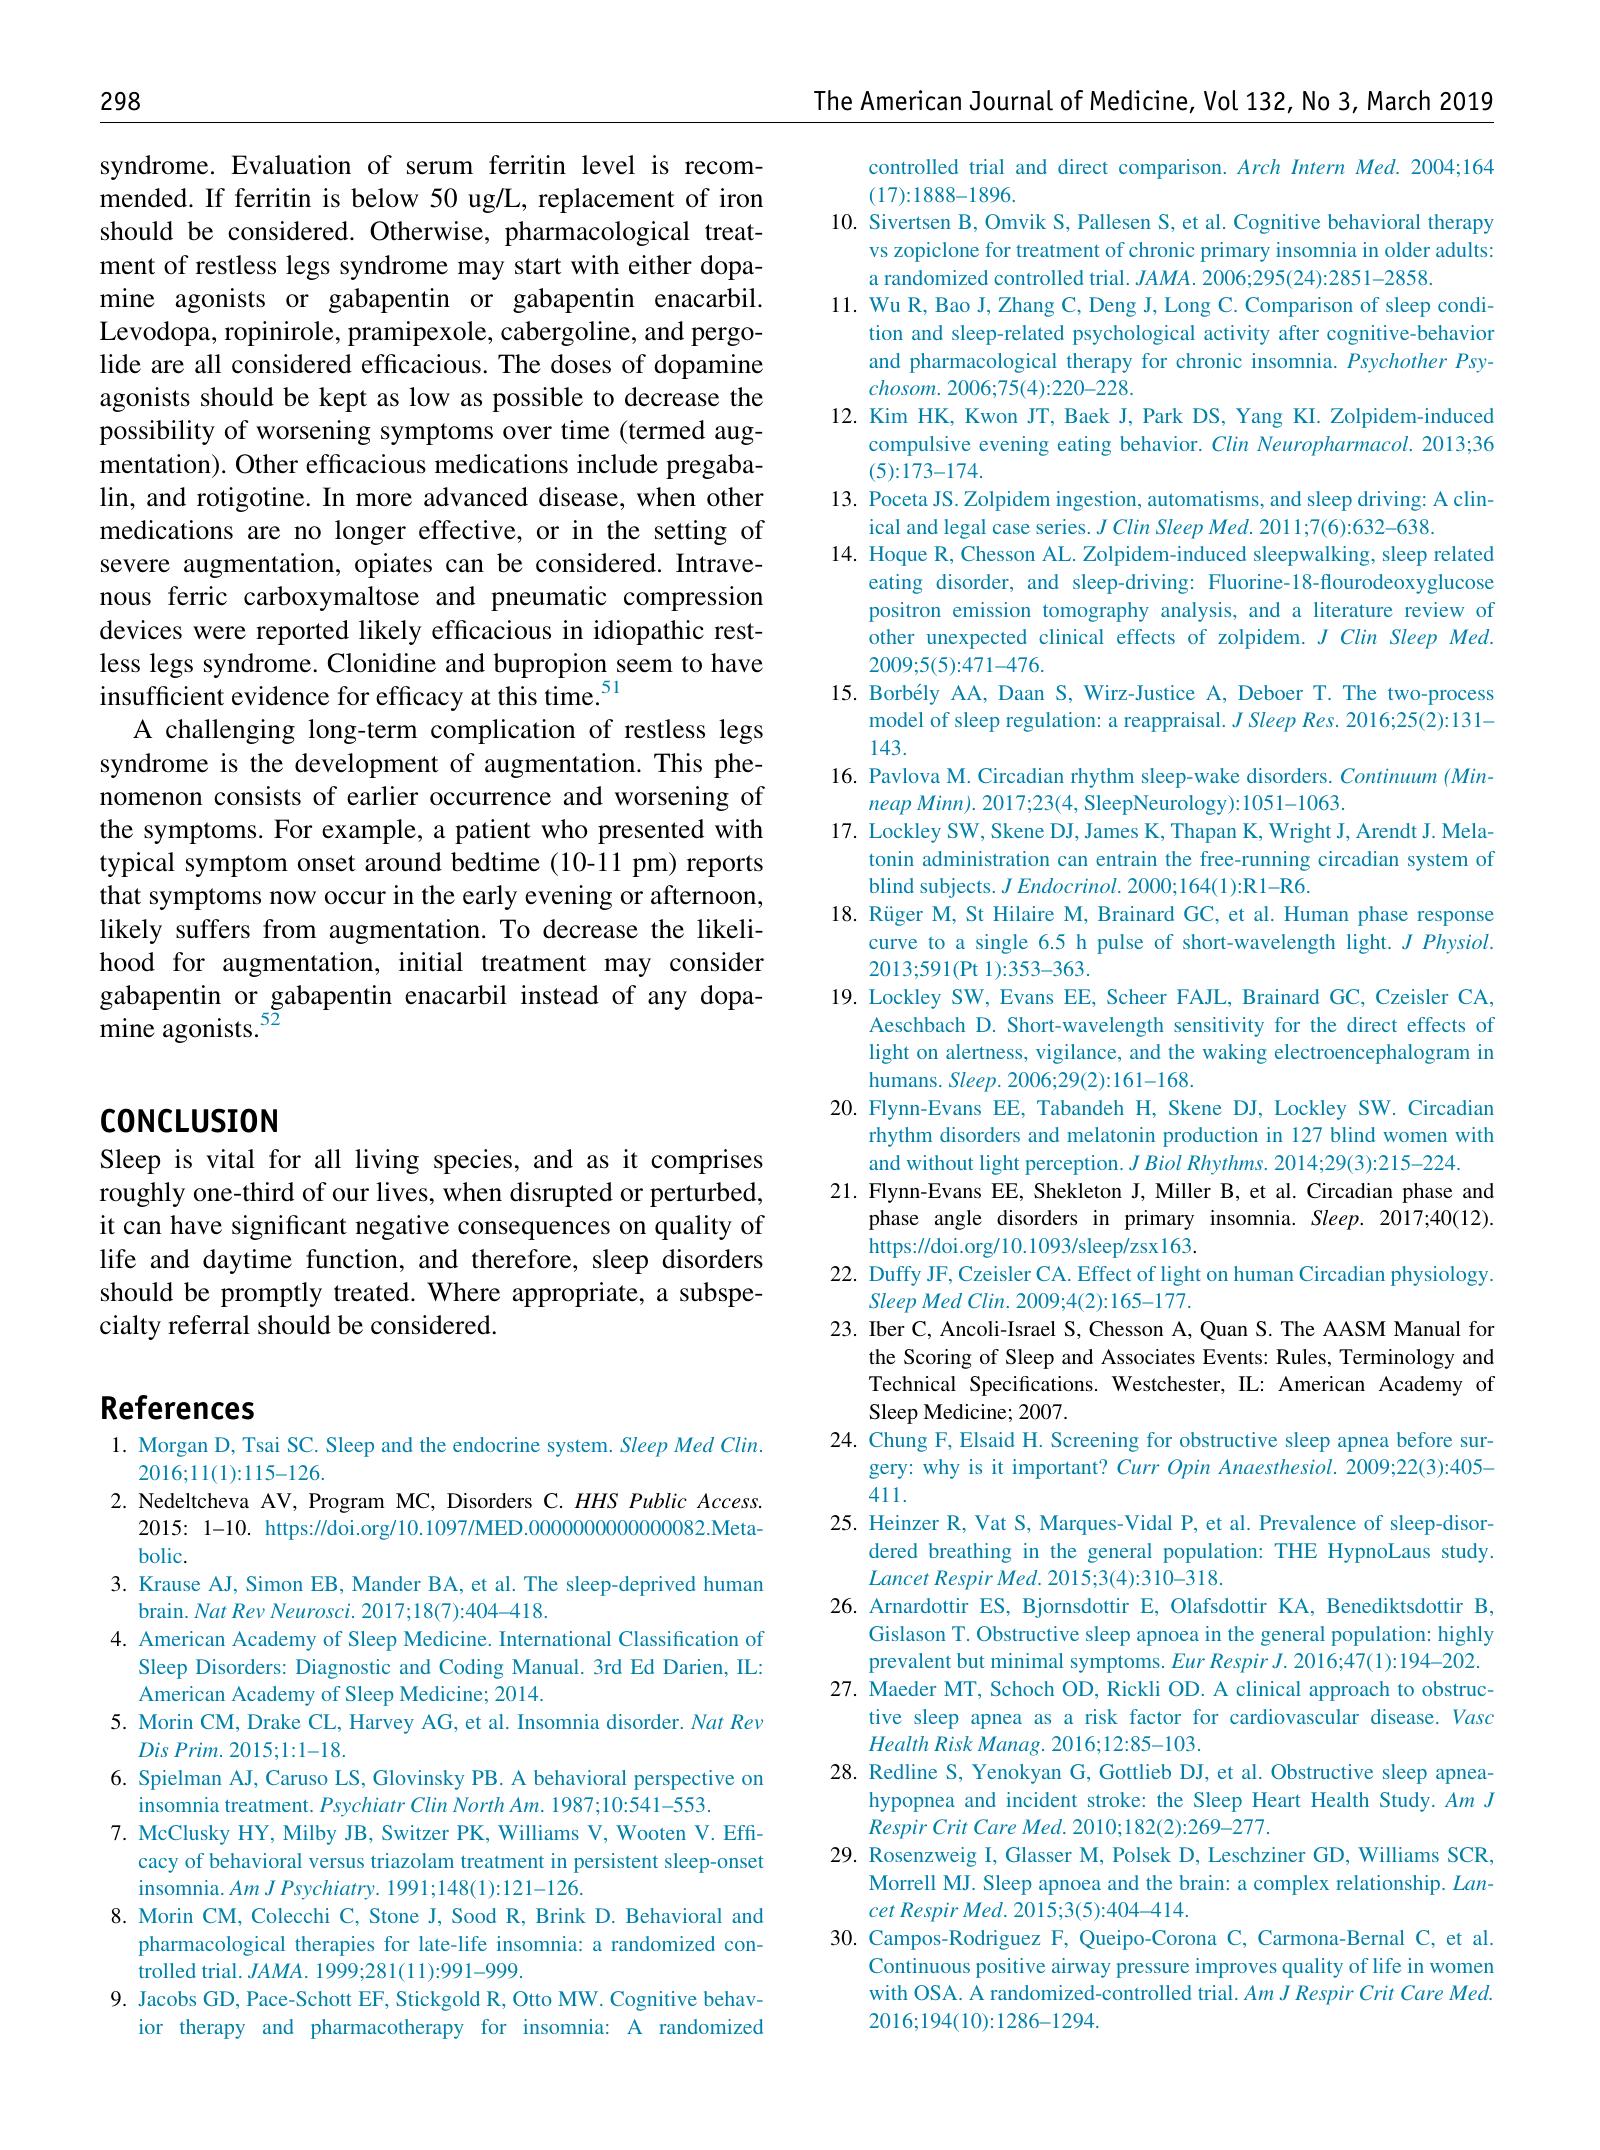 298
The American Journal of Medicine, Vol 132, No 3, March 2019
syndrome. Evaluation of serum ferritin level is recom-
mended. If ferritin is below 50 ug/L, replacement of iron
should be considered. Otherwise, pharmacological treat-
ment of restless legs syndrome may start with either dopa-
mine agonists or gabapentin or gabapentin enacarbil.
Levodopa, ropinirole, pramipexole, cabergoline, and pergo-
lide are all considered efficacious. The doses of dopamine
agonists should be kept as low as possible to decrease the
possibility of worsening symptoms over time (termed aug-
mentation). Other efficacious medications include pregaba-
lin, and rotigotine. In more advanced disease, when other
medications are no longer effective, or in the setting of
severe augmentation, opiates can be considered. Intrave-
nous ferric carboxymaltose and pneumatic compression
devices were reported likely efficacious in idiopathic rest-
less legs syndrome. Clonidine and bupropion seem to have
insufficient evidence for efficacy at this time.51
A challenging long-term complication of restless legs
syndrome is the development of augmentation. This phe-
nomenon consists of earlier occurrence and worsening of
the symptoms. For example, a patient who presented with
typical symptom onset around bedtime (10-11 pm) reports
that symptoms now occur in the early evening or afternoon,
likely suffers from augmentation. To decrease the likeli-
hood for augmentation, initial treatment may consider
gabapentin or gabapentin enacarbil instead of any dopa-
mine agonists.52
CONCLUSION
Sleep is vital for all living species, and as it comprises
roughly one-third of our lives, when disrupted or perturbed,
it can have significant negative consequences on quality of
life and daytime function, and therefore, sleep disorders
should be promptly treated. Where appropriate, a subspe-
cialty referral should be considered.
References
1. Morgan D, Tsai SC. Sleep and the endocrine system. Sleep Med Clin.
2016;11(1):115–126.
2. Nedeltcheva AV, Program MC, Disorders C. HHS Public Access.
2015: 1–10. https://doi.org/10.1097/MED.0000000000000082.Meta-
bolic.
3. Krause AJ, Simon EB, Mander BA, et al. The sleep-deprived human
brain. Nat Rev Neurosci. 2017;18(7):404–418.
4. American Academy of Sleep Medicine. International Classification of
Sleep Disorders: Diagnostic and Coding Manual. 3rd Ed Darien, IL:
American Academy of Sleep Medicine; 2014.
5. Morin CM, Drake CL, Harvey AG, et al. Insomnia disorder. Nat Rev
Dis Prim. 2015;1:1–18.
6. Spielman AJ, Caruso LS, Glovinsky PB. A behavioral perspective on
insomnia treatment. Psychiatr Clin North Am. 1987;10:541–553.
7. McClusky HY, Milby JB, Switzer PK, Williams V, Wooten V. Effi-
cacy of behavioral versus triazolam treatment in persistent sleep-onset
insomnia. Am J Psychiatry. 1991;148(1):121–126.
8. Morin CM, Colecchi C, Stone J, Sood R, Brink D. Behavioral and
pharmacological therapies for late-life insomnia: a randomized con-
trolled trial. JAMA. 1999;281(11):991–999.
9. Jacobs GD, Pace-Schott EF, Stickgold R, Otto MW. Cognitive behav-
ior therapy and pharmacotherapy for insomnia: A randomized
controlled trial and direct comparison. Arch Intern Med. 2004;164
(17):1888–1896.
10. Sivertsen B, Omvik S, Pallesen S, et al. Cognitive behavioral therapy
vs zopiclone for treatment of chronic primary insomnia in older adults:
a randomized controlled trial. JAMA. 2006;295(24):2851–2858.
11. Wu R, Bao J, Zhang C, Deng J, Long C. Comparison of sleep condi-
tion and sleep-related psychological activity after cognitive-behavior
and pharmacological therapy for chronic insomnia. Psychother Psy-
chosom. 2006;75(4):220–228.
12. Kim HK, Kwon JT, Baek J, Park DS, Yang KI. Zolpidem-induced
compulsive evening eating behavior. Clin Neuropharmacol. 2013;36
(5):173–174.
13. Poceta JS. Zolpidem ingestion, automatisms, and sleep driving: A clin-
ical and legal case series. J Clin Sleep Med. 2011;7(6):632–638.
14. Hoque R, Chesson AL. Zolpidem-induced sleepwalking, sleep related
eating disorder, and sleep-driving: Fluorine-18-flourodeoxyglucose
positron emission tomography analysis, and a literature review of
other unexpected clinical effects of zolpidem. J Clin Sleep Med.
2009;5(5):471–476.
15. Borbély AA, Daan S, Wirz-Justice A, Deboer T. The two-process
model of sleep regulation: a reappraisal. J Sleep Res. 2016;25(2):131–
143.
16. Pavlova M. Circadian rhythm sleep-wake disorders. Continuum (Min-
neap Minn). 2017;23(4, SleepNeurology):1051–1063.
17. Lockley SW, Skene DJ, James K, Thapan K, Wright J, Arendt J. Mela-
tonin administration can entrain the free-running circadian system of
blind subjects. J Endocrinol. 2000;164(1):R1–R6.
18. Rüger M, St Hilaire M, Brainard GC, et al. Human phase response
curve to a single 6.5 h pulse of short-wavelength light. J Physiol.
2013;591(Pt 1):353–363.
19. Lockley SW, Evans EE, Scheer FAJL, Brainard GC, Czeisler CA,
Aeschbach D. Short-wavelength sensitivity for the direct effects of
light on alertness, vigilance, and the waking electroencephalogram in
humans. Sleep. 2006;29(2):161–168.
20. Flynn-Evans EE, Tabandeh H, Skene DJ, Lockley SW. Circadian
rhythm disorders and melatonin production in 127 blind women with
and without light perception. J Biol Rhythms. 2014;29(3):215–224.
21. Flynn-Evans EE, Shekleton J, Miller B, et al. Circadian phase and
phase angle disorders in primary insomnia. Sleep. 2017;40(12).
https://doi.org/10.1093/sleep/zsx163.
22. Duffy JF, Czeisler CA. Effect of light on human Circadian physiology.
Sleep Med Clin. 2009;4(2):165–177.
23. Iber C, Ancoli-Israel S, Chesson A, Quan S. The AASM Manual for
the Scoring of Sleep and Associates Events: Rules, Terminology and
Technical Specifications. Westchester, IL: American Academy of
Sleep Medicine; 2007.
24. Chung F, Elsaid H. Screening for obstructive sleep apnea before sur-
gery: why is it important? Curr Opin Anaesthesiol. 2009;22(3):405–
411.
25. Heinzer R, Vat S, Marques-Vidal P, et al. Prevalence of sleep-disor-
dered breathing in the general population: THE HypnoLaus study.
Lancet Respir Med. 2015;3(4):310–318.
26. Arnardottir ES, Bjornsdottir E, Olafsdottir KA, Benediktsdottir B,
Gislason T. Obstructive sleep apnoea in the general population: highly
prevalent but minimal symptoms. Eur Respir J. 2016;47(1):194–202.
27. Maeder MT, Schoch OD, Rickli OD. A clinical approach to obstruc-
tive sleep apnea as a risk factor for cardiovascular disease. Vasc
Health Risk Manag. 2016;12:85–103.
28. Redline S, Yenokyan G, Gottlieb DJ, et al. Obstructive sleep apnea-
hypopnea and incident stroke: the Sleep Heart Health Study. Am J
Respir Crit Care Med. 2010;182(2):269–277.
29. Rosenzweig I, Glasser M, Polsek D, Leschziner GD, Williams SCR,
Morrell MJ. Sleep apnoea and the brain: a complex relationship. Lan-
cet Respir Med. 2015;3(5):404–414.
30. Campos-Rodriguez F, Queipo-Corona C, Carmona-Bernal C, et al.
Continuous positive airway pressure improves quality of life in women
with OSA. A randomized-controlled trial. Am J Respir Crit Care Med.
2016;194(10):1286–1294.